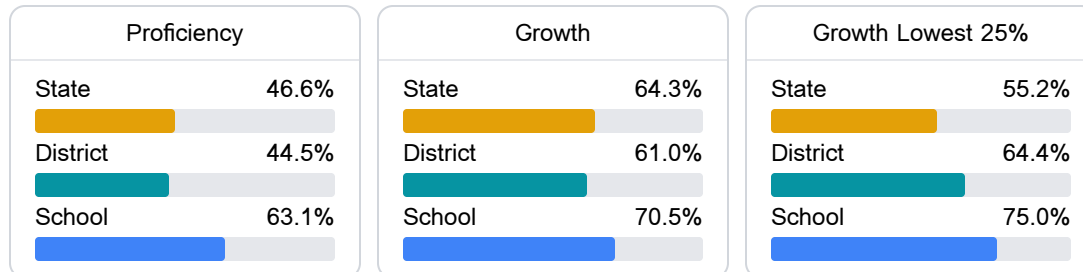 Proficiency
State 46.6%
District 44.5%
School 63.1%
Growth
State 64.3%
District 61.0%
School 70.5%
Growth Lowest 25%
State 55.2%
District 64.4%
School 75.0%